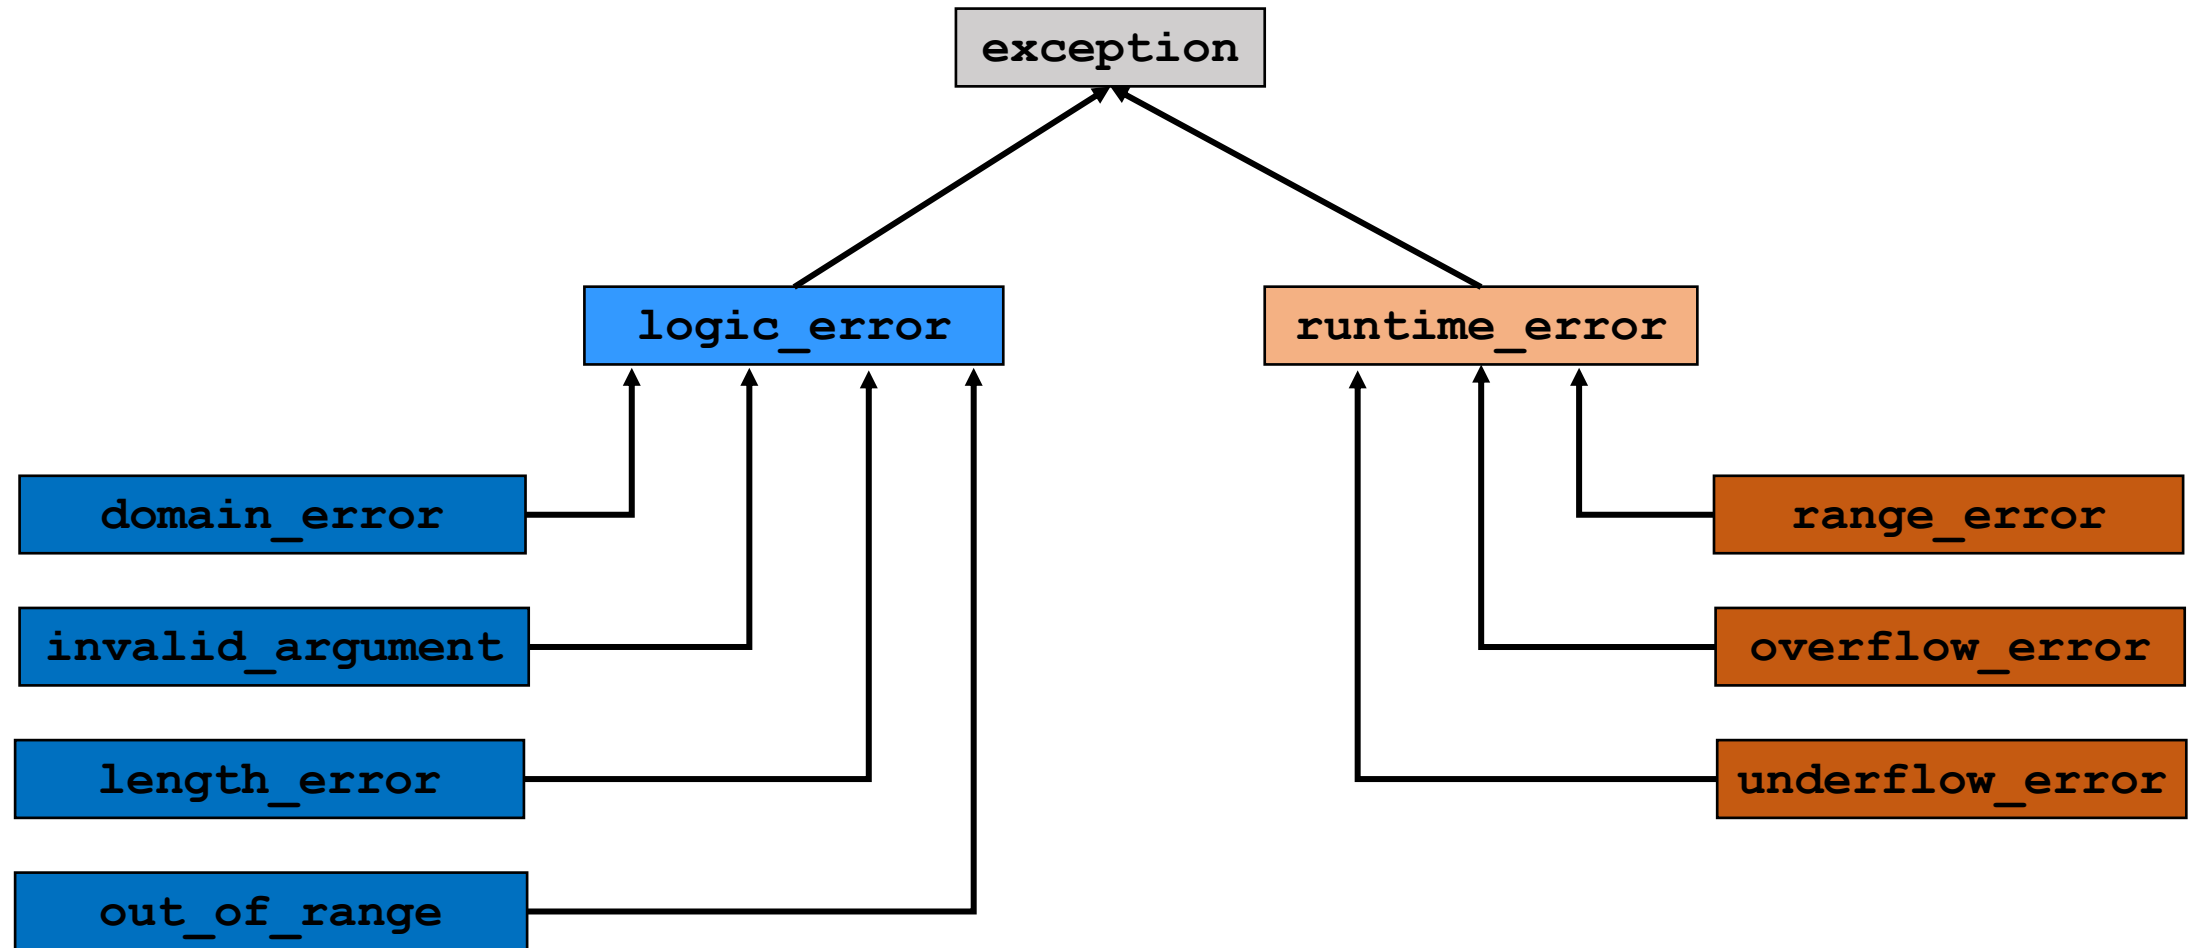 exception
logic_error
runtime_error
domain_error
range_error
invalid_argument
overflow_error
length_error
underflow_error
out_of_range